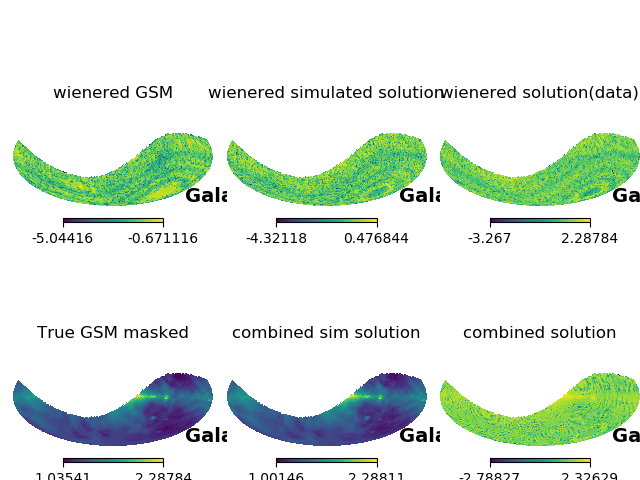 wienered GSM wienered simulated solution wienered solution(data)
Gala Gala Ga
-5.04416 -0.671116 -4.32118 0.476844 -3.267 2.28784
True GSM masked combined sim solution combined solution
Gala Gala Ga
1.03541 2.28784 1.00146 2.28811 -2.78827 2.32629